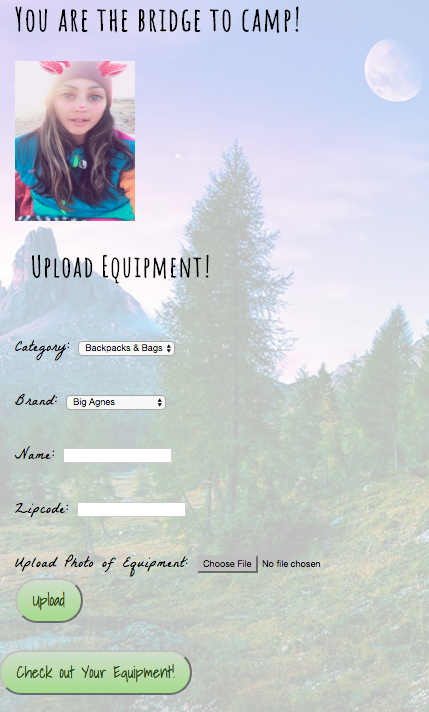 You are the bridge to camp!
Upload Equipment!
Category: Backpacks & Bags
Brand: Big Agnes
Name:
Zipcode:
Upload Photo of Equipment: Choose File No file chosen
Upload
Check out Your Equipment!